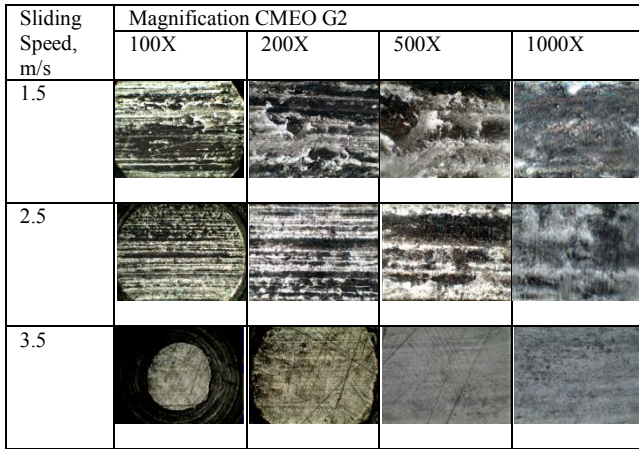 Sliding Speed, m/s
Magnification CMEO G2
100X 200X 500X 1000X
1.5
2.5
3.5